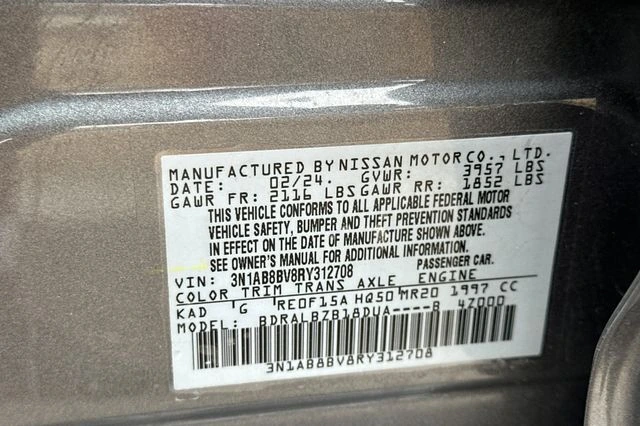 MANUFACTURED BY NISSAN MOTOR CO., LTD.
DATE: 02/24 GVWR: 3957 LBS
GAWR FR: 2116 LBS GAWR RR: 1852 LBS
THIS VEHICLE CONFORMS TO ALL APPLICABLE FEDERAL MOTOR
VEHICLE SAFETY, BUMPER AND THEFT PREVENTION STANDARDS
IN EFFECT ON THE DATE OF MANUFACTURE SHOWN ABOVE.
SEE OWNER'S MANUAL FOR ADDITIONAL INFORMATION.
VIN: 3N1AB8BV8RY312708 PASSENGER CAR.
COLOR TRIM TRANS AXLE ENGINE
KAD G RE0F15A HQ50 MR20 1997 CC
MODEL: BDRALBZB18DUA----B 4Z000
3N1AB8BV8RY312708